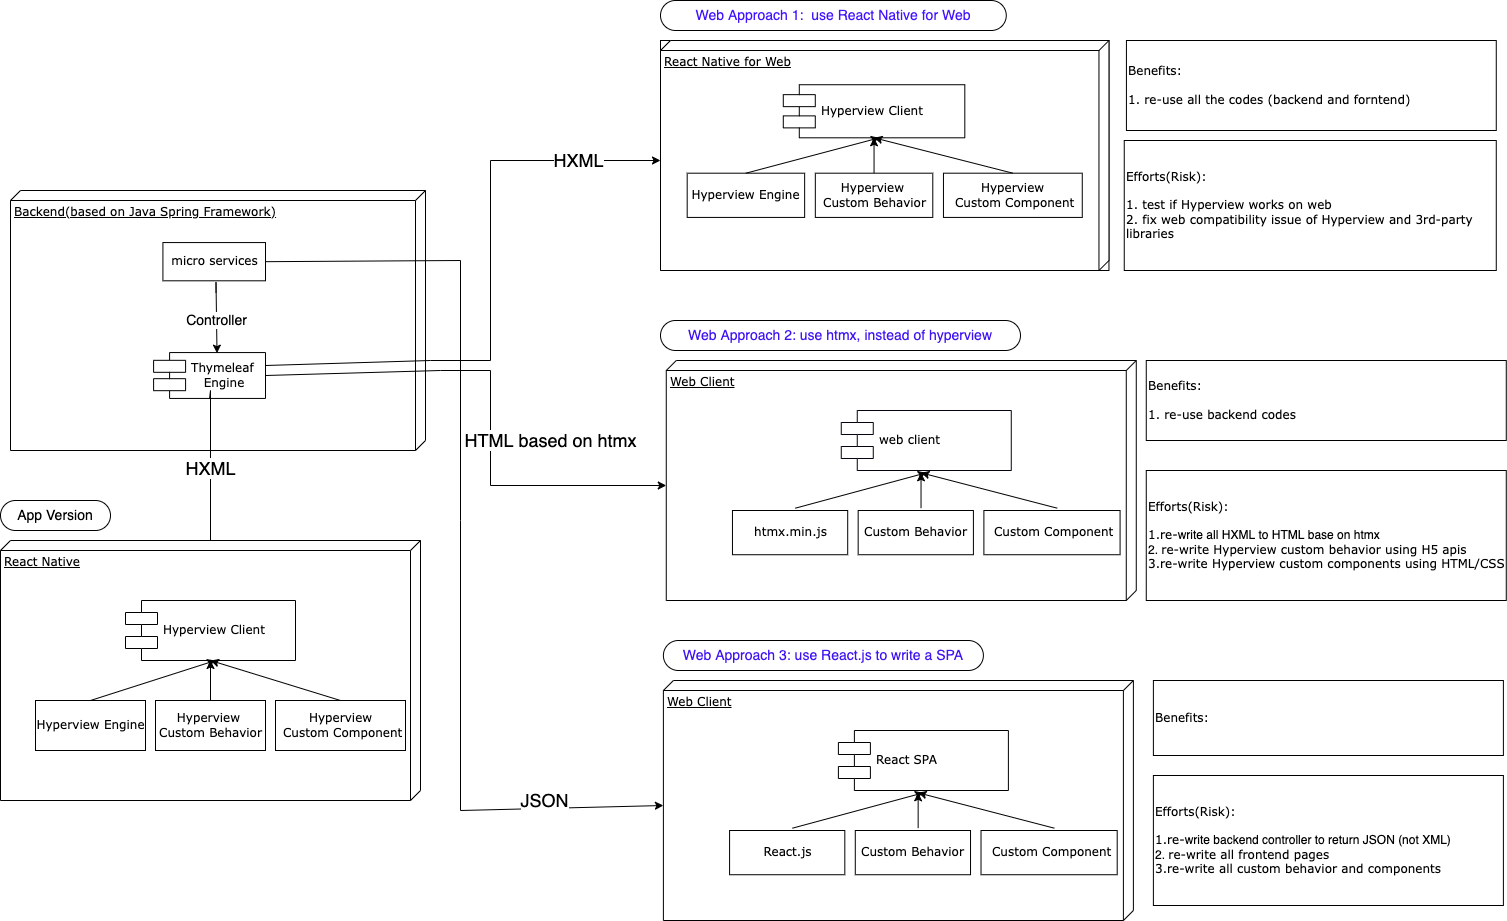 Web Approach 1:  use React Native for Web
React Native for Web
Hyperview Client
Hyperview Engine
Hyperview
Custom Behavior
Hyperview
Custom Component
Benefits:
1. re-use all the codes (backend and forntend)
Efforts(Risk):
1. test if Hyperview works on web
2. fix web compatibility issue of Hyperview and 3rd-party
libraries
HXML
Backend(based on Java Spring Framework)
micro services
Controller
Thymeleaf
Engine
HXML
HTML based on htmx
Web Approach 2: use htmx, instead of hyperview
Web Client
web client
htmx.min.js
Custom Behavior
Custom Component
Benefits:
1. re-use backend codes
Efforts(Risk):
1.re-write all HXML to HTML base on htmx
2. re-write Hyperview custom behavior using H5 apis
3.re-write Hyperview custom components using HTML/CSS
App Version
React Native
Hyperview Client
Hyperview Engine
Hyperview
Custom Behavior
Hyperview
Custom Component
JSON
Web Approach 3: use React.js to write a SPA
Web Client
React SPA
React.js
Custom Behavior
Custom Component
Benefits:
Efforts(Risk):
1.re-write backend controller to return JSON (not XML)
2. re-write all frontend pages
3.re-write all custom behavior and components